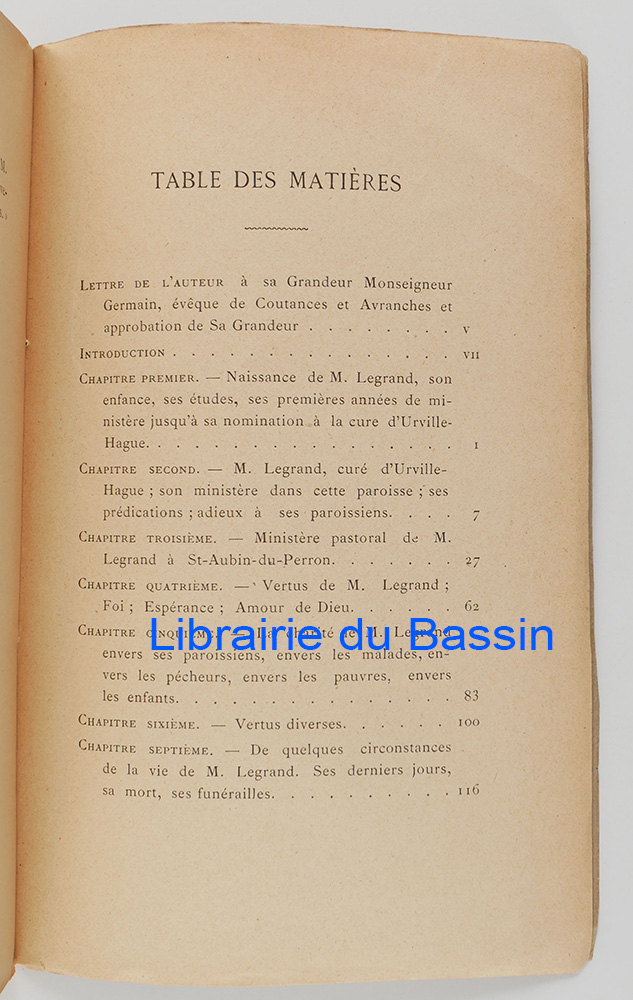 M.
TABLE DES MATIÈRES
LETTRE DE L'AUTEUR à sa Grandeur Monseigneur
Germain, évêque de Coutances et Avranches et
approbation de Sa Grandeur . . . . . . . . V
INTRODUCTION . . . . . . . . . . . . . . . VII
CHAPITRE PREMIER. — Naissance de M. Legrand, son
enfance, ses études, ses premières années de mi-
nistère jusqu'à sa nomination à la cure d'Urville-
Hague. . . . . . . . . . . . . . . . 1
CHAPITRE SECOND. — M. Legrand, curé d'Urville-
Hague ; son ministère dans cette paroisse ; ses
prédications ; adieux à ses paroissiens. . . . 7
CHAPITRE TROISIÈME. — Ministère pastoral de M.
Legrand à St-Aubin-du-Perron. . . . . . . 27
CHAPITRE QUATRIÈME. — Vertus de M. Legrand ;
Foi ; Espérance ; Amour de Dieu. . . . . . 62
CHAPITRE CINQUIÈME. — La charité de M. Legrand
Librairie du Bassin
envers ses paroissiens, envers les malades, en-
vers les pécheurs, envers les pauvres, envers
les enfants. . . . . . . . . . . . . . 83
CHAPITRE SIXIÈME. — Vertus diverses. . . . . . 100
CHAPITRE SEPTIÈME. — De quelques circonstances
de la vie de M. Legrand. Ses derniers jours,
sa mort, ses funérailles. . . . . . . . . . 116